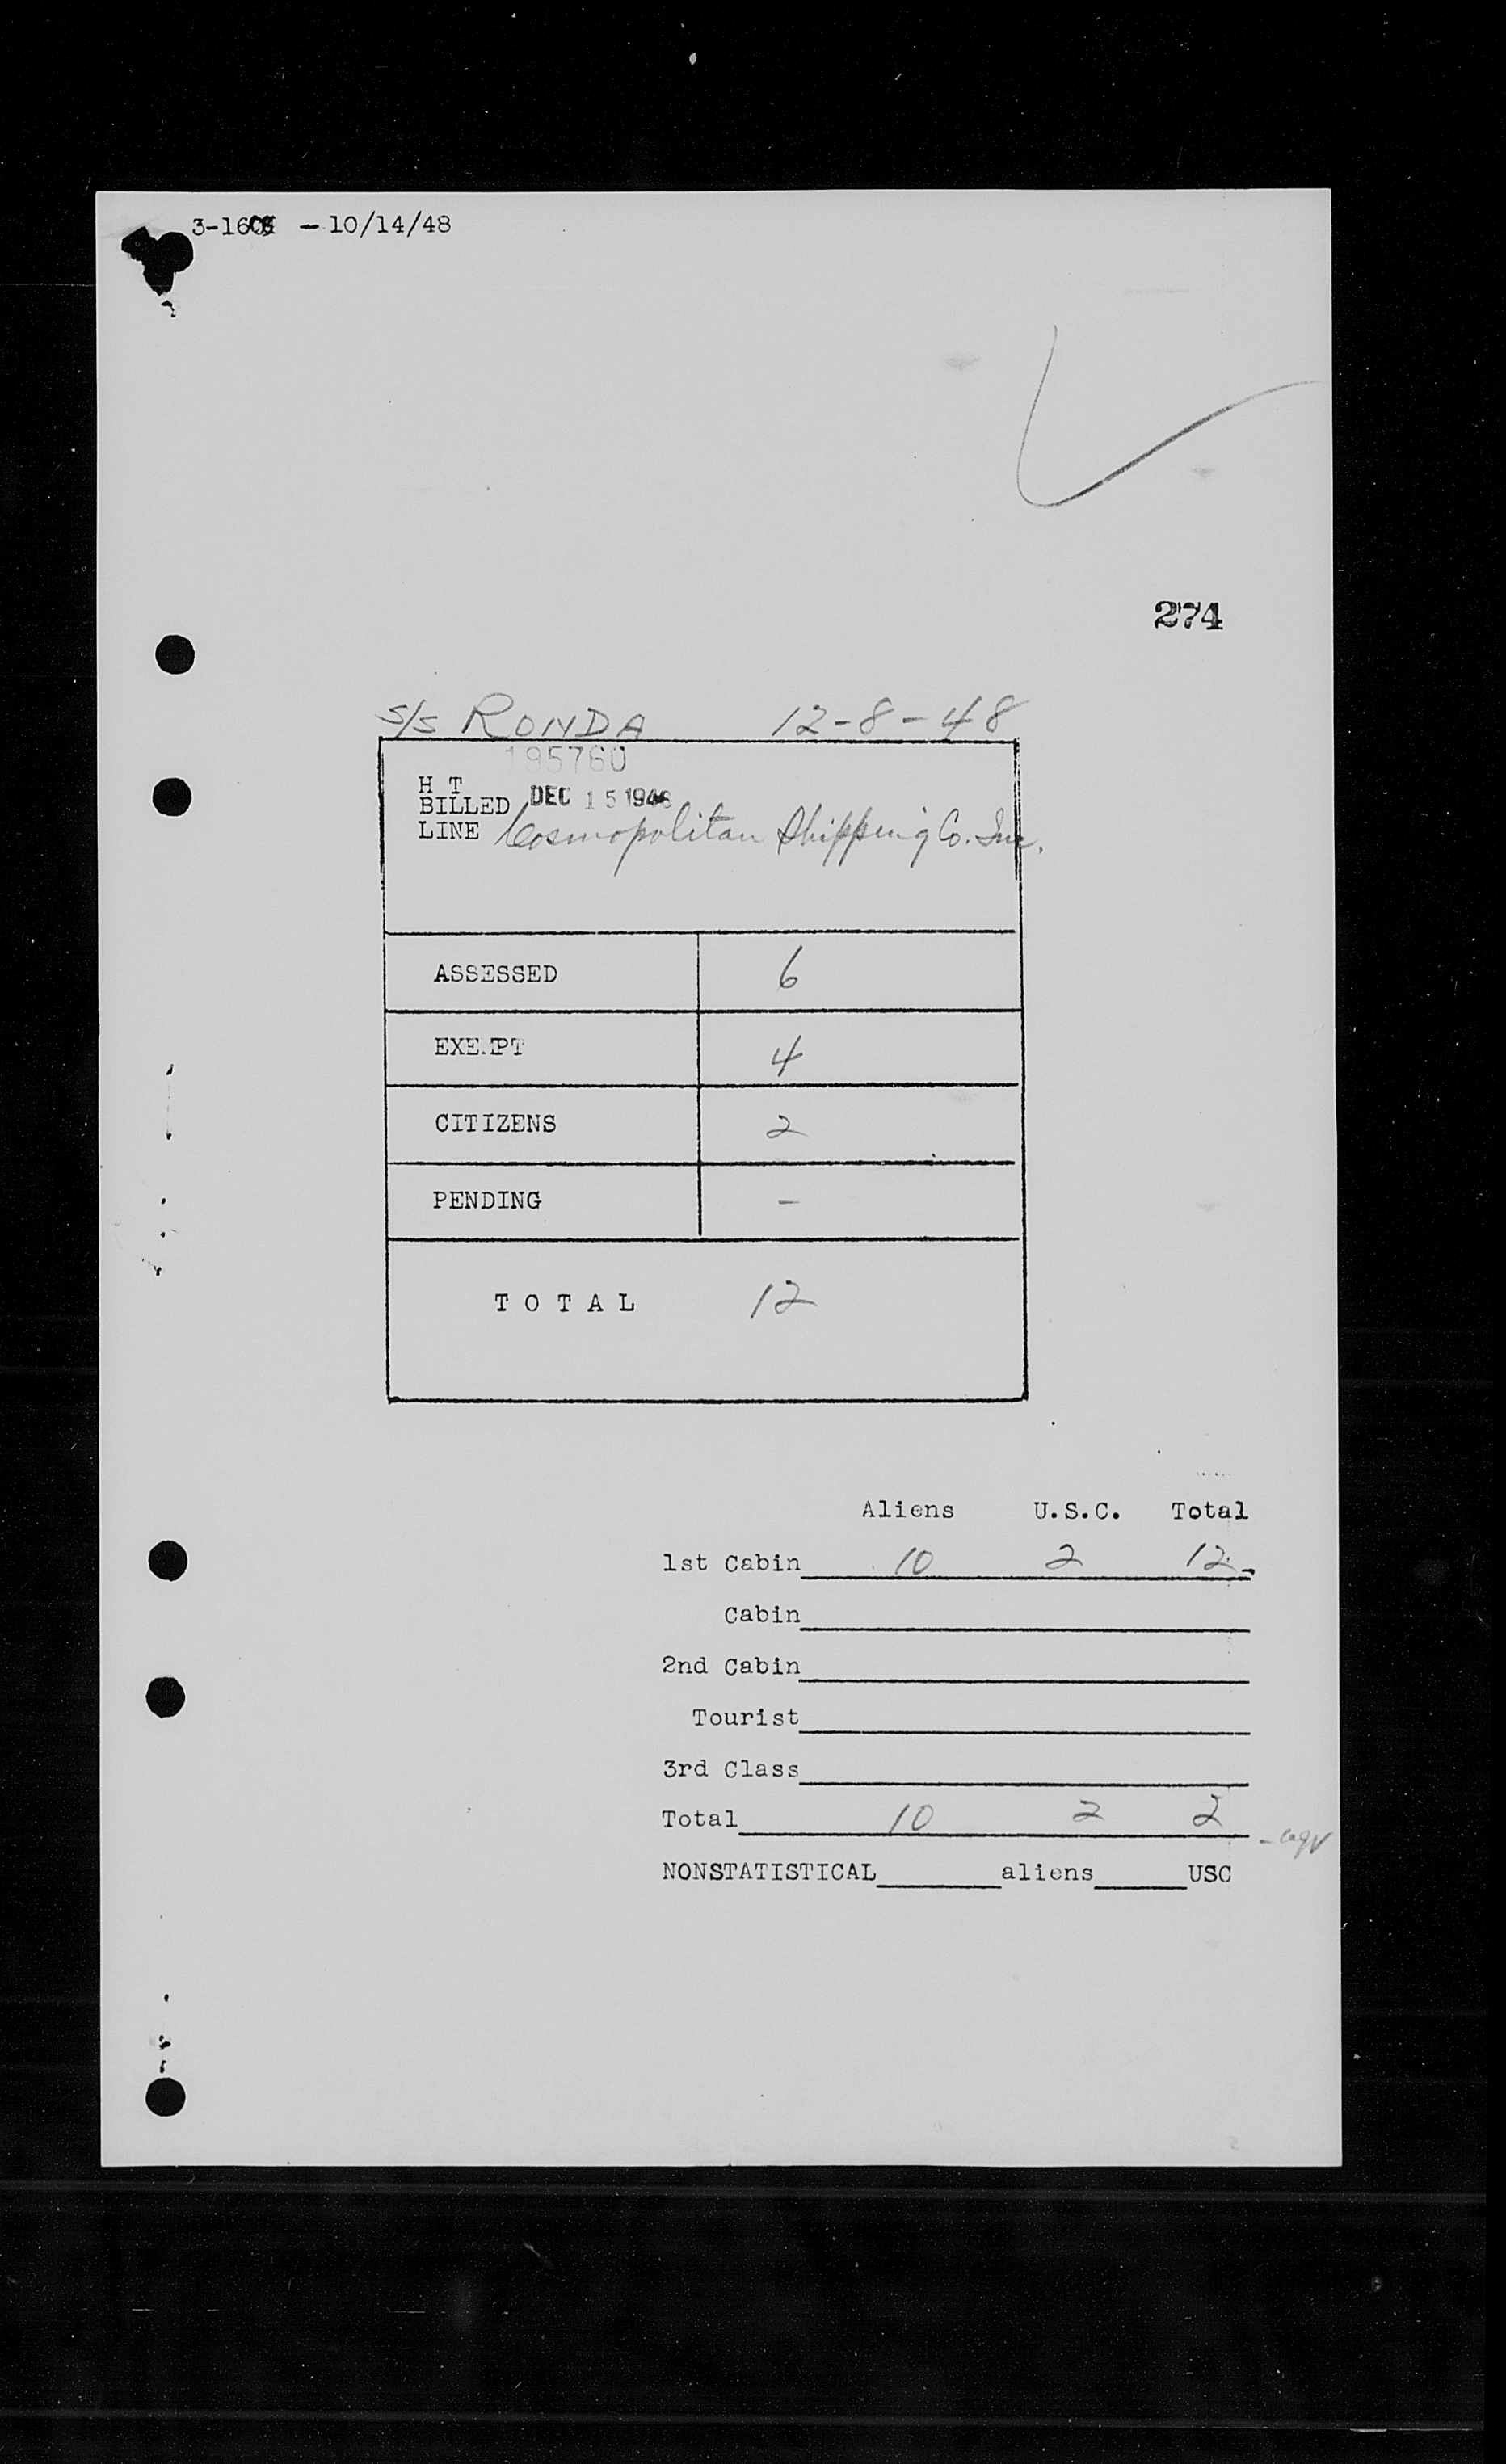 3-160 - 10/14/48
274
S/S RONDA 12-8-48
195760
H T
BILLED DEC 15 1948
LINE Cosmopolitan Shipping Co. Inc.
ASSESSED 6
EXEMPT 4
CITIZENS 2
PENDING -
TOTAL 12
Aliens U.S.C. Total
1st Cabin 10 2 12
Cabin
2nd Cabin
Tourist
3rd Class
Total 10 2 2
NONSTATISTICAL aliens USC